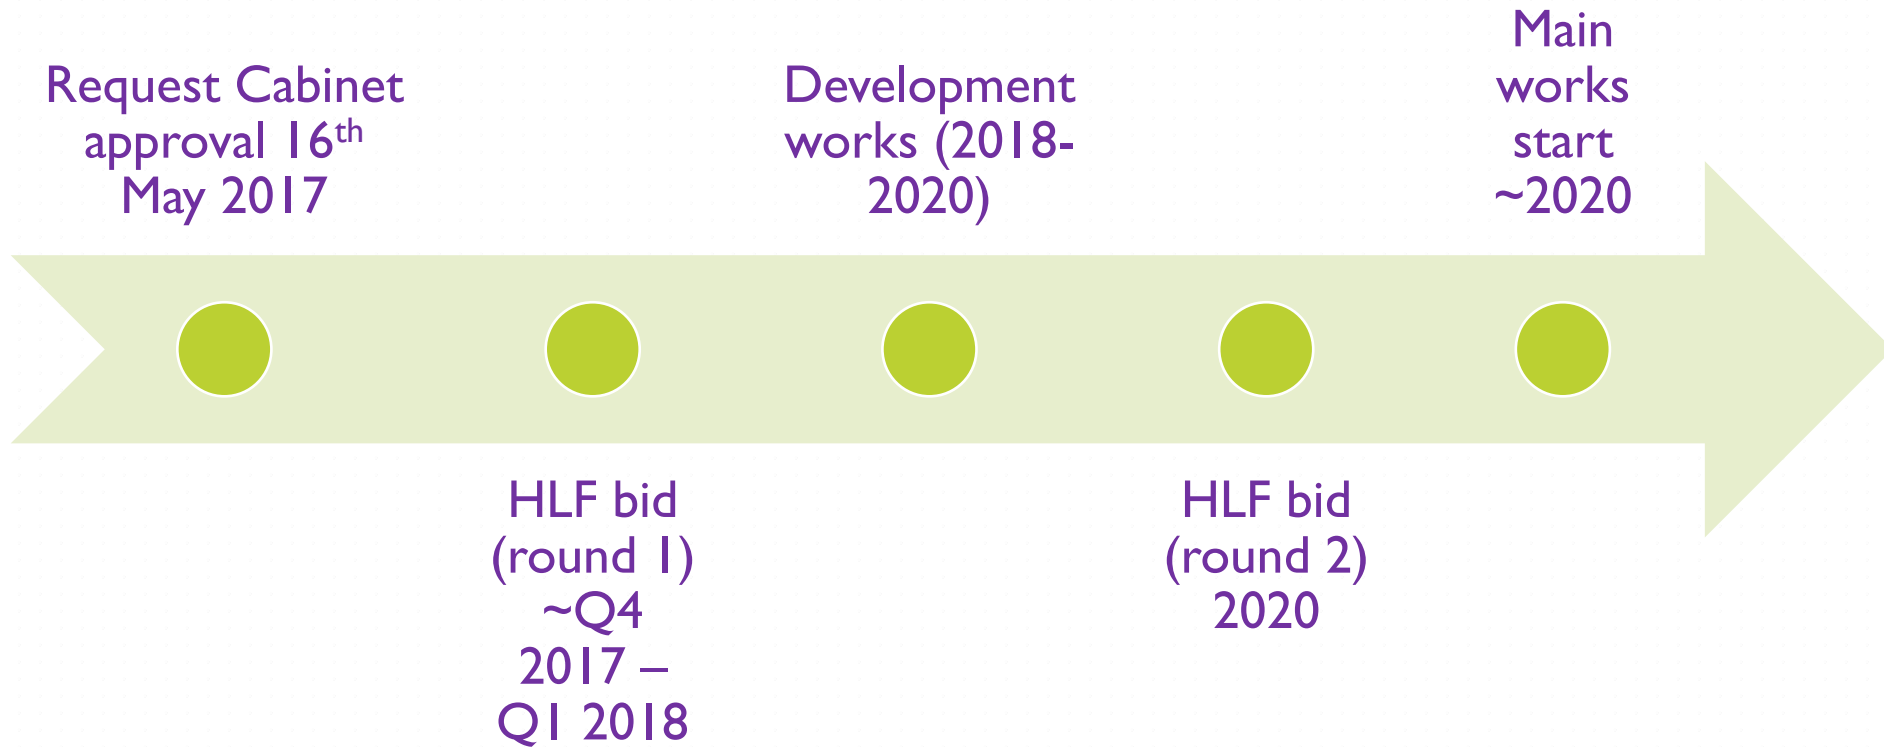 Request Cabinet
approval 16th
May 2017
HLF bid
(round 1)
~Q4
2017 –
Q1 2018
Development
works (2018-
2020)
HLF bid
(round 2)
2020
Main
works
start
~2020